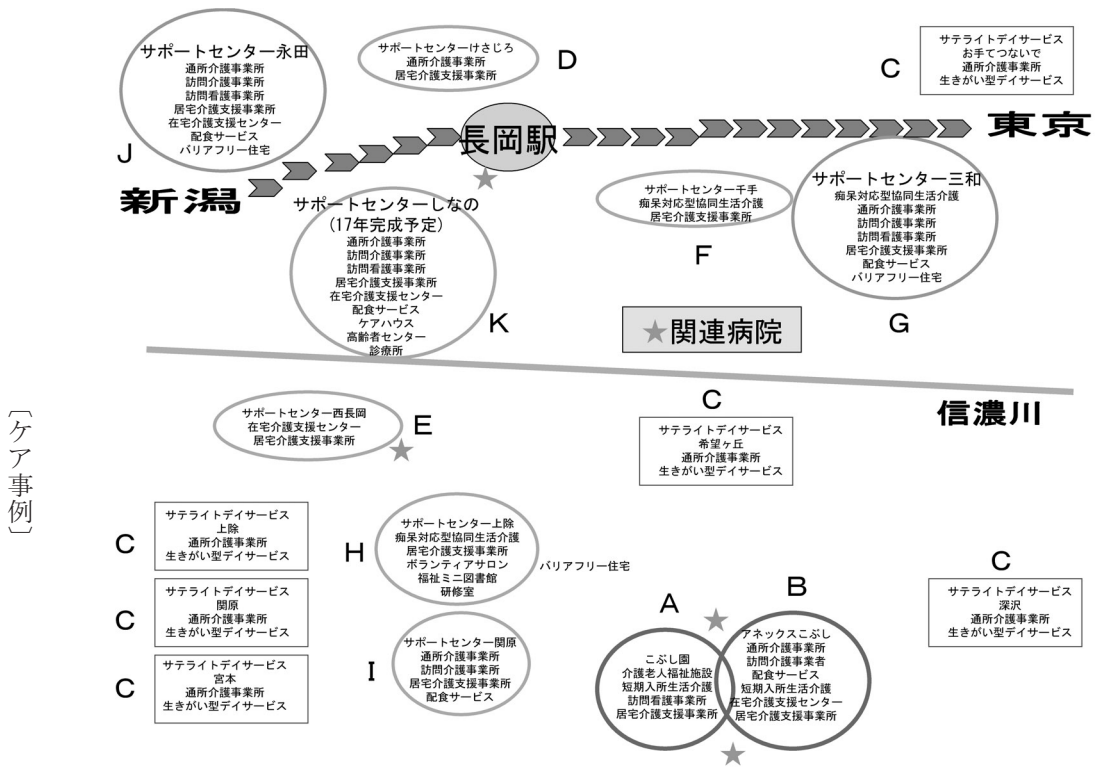 サポートセンター永田
通所介護事業所
訪問介護事業所
訪問看護事業所
居宅介護支援事業所
在宅介護支援センター
配食サービス
バリアフリー住宅
J
サポートセンターけさじろ
通所介護事業所
居宅介護支援事業所
D
C
サテライトデイサービス
お手てつないで
通所介護事業所
生きがい型デイサービス
長岡駅
東京
新潟
サポートセンターしなの
(17年完成予定)
通所介護事業所
訪問介護事業所
訪問看護事業所
居宅介護支援事業所
在宅介護支援センター
配食サービス
ケアハウス
高齢者センター
診療所
K
サポートセンター千手
痴呆対応型協同生活介護
居宅介護支援事業所
F
サポートセンター三和
痴呆対応型協同生活介護
通所介護事業所
訪問介護事業所
訪問看護事業所
居宅介護支援事業所
配食サービス
バリアフリー住宅
G
★関連病院
信濃川
〔ケア事例〕
サポートセンター西長岡
在宅介護支援センター
居宅介護支援事業所
E
C
サテライトデイサービス
希望ヶ丘
通所介護事業所
生きがい型デイサービス
C
サテライトデイサービス
上除
通所介護事業所
生きがい型デイサービス
H
サポートセンター上除
痴呆対応型協同生活介護
居宅介護支援事業所
ボランティアサロン
福祉ミニ図書館
研修室
バリアフリー住宅
C
サテライトデイサービス
関原
通所介護事業所
生きがい型デイサービス
I
サポートセンター関原
通所介護事業所
訪問介護事業所
居宅介護支援事業所
配食サービス
C
サテライトデイサービス
宮本
通所介護事業所
生きがい型デイサービス
A
こぶし園
介護老人福祉施設
短期入所生活介護
訪問看護事業所
居宅介護支援事業所
B
アネックスこぶし
通所介護事業所
訪問介護事業者
配食サービス
短期入所生活介護
在宅介護支援センター
居宅介護支援事業所
C
サテライトデイサービス
深沢
通所介護事業所
生きがい型デイサービス